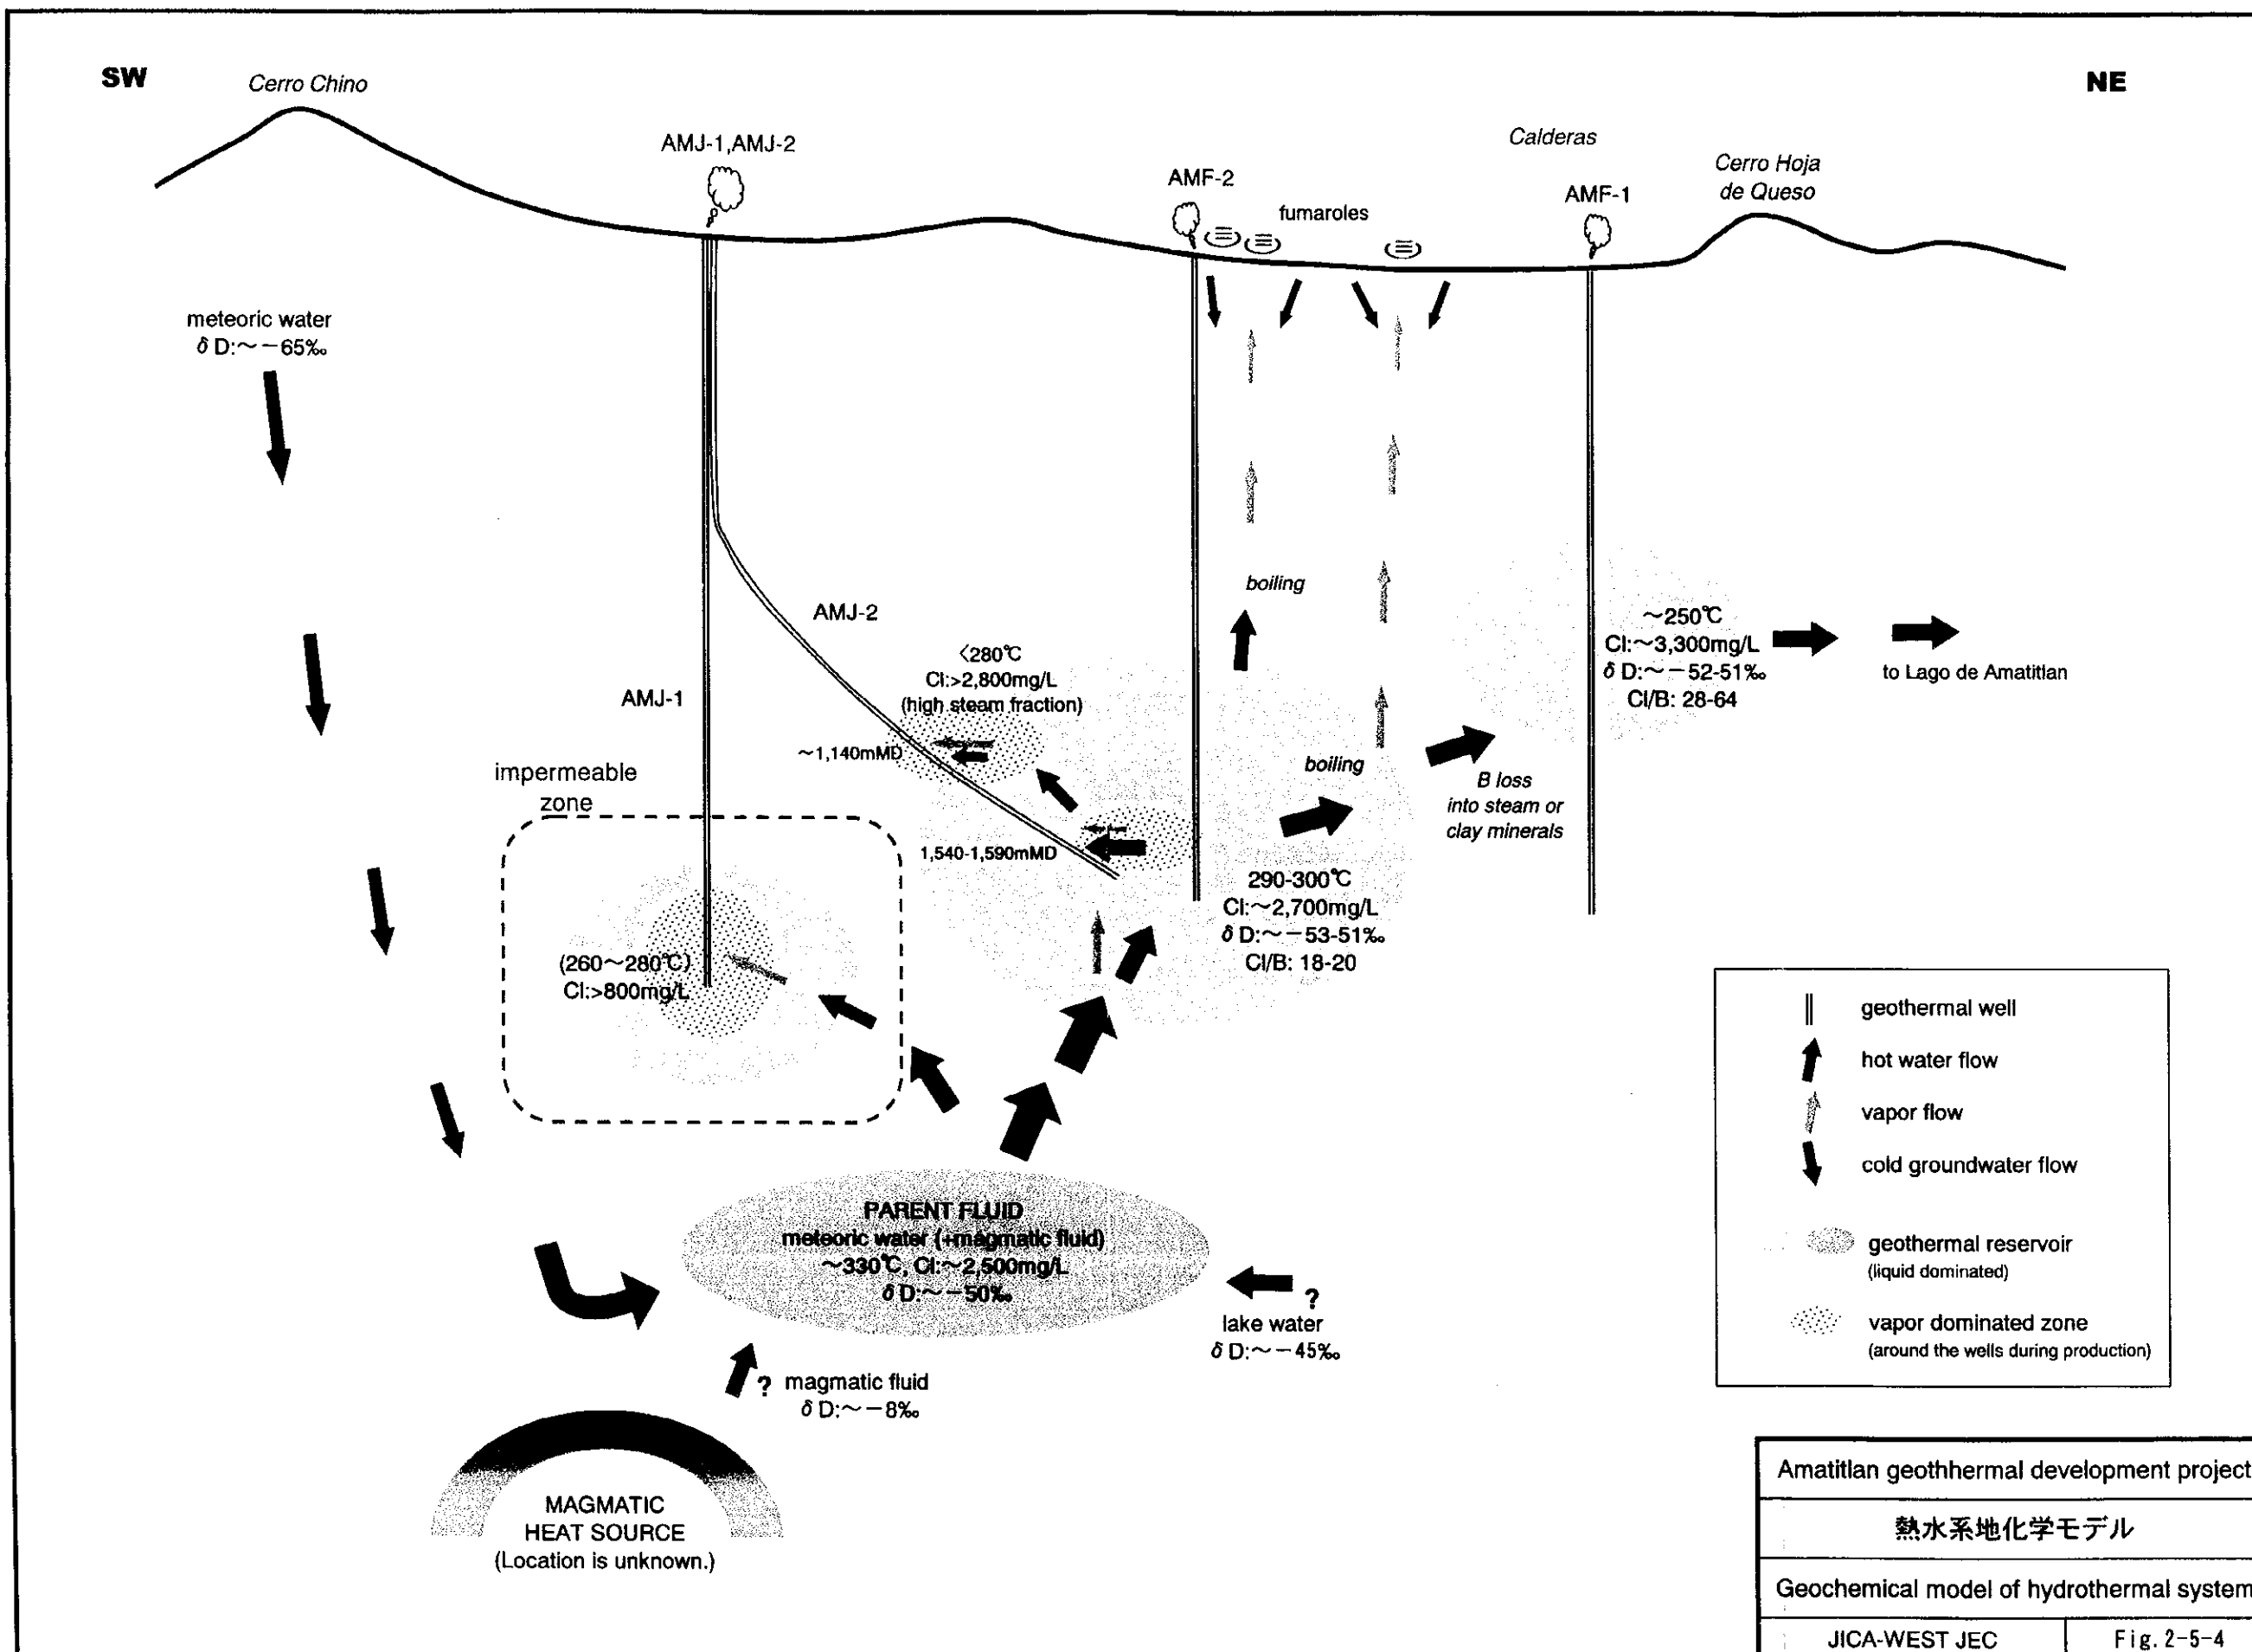 SW
Cerro Chino
AMJ-1,AMJ-2
AMF-2
fumaroles
Calderas
AMF-1
Cerro Hoja
de Queso
NE
meteoric water
δ D:~−65‰
AMJ-2
AMJ-1
<280℃
Cl:>2,800mg/L
(high steam fraction)
~1,140mMD
1,540-1,590mMD
impermeable
zone
(260~280℃)
Cl:>800mg/L
boiling
boiling
290-300℃
Cl:~2,700mg/L
δ D:~−53-51‰
Cl/B: 18-20
B loss
into steam or
clay minerals
~250℃
Cl:~3,300mg/L
δ D:~−52-51‰
Cl/B: 28-64
to Lago de Amatitlan
PARENT FLUID
meteoric water (+magmatic fluid)
~330℃, Cl:~2,500mg/L
δ D:~−50‰
?
lake water
δ D:~−45‰
? magmatic fluid
δ D:~−8‰
MAGMATIC
HEAT SOURCE
(Location is unknown.)
geothermal well
hot water flow
vapor flow
cold groundwater flow
geothermal reservoir
(liquid dominated)
vapor dominated zone
(around the wells during production)
Amatitlan geothhermal development project
熱水系地化学モデル
Geochemical model of hydrothermal system
JICA-WEST JEC
Fig. 2-5-4